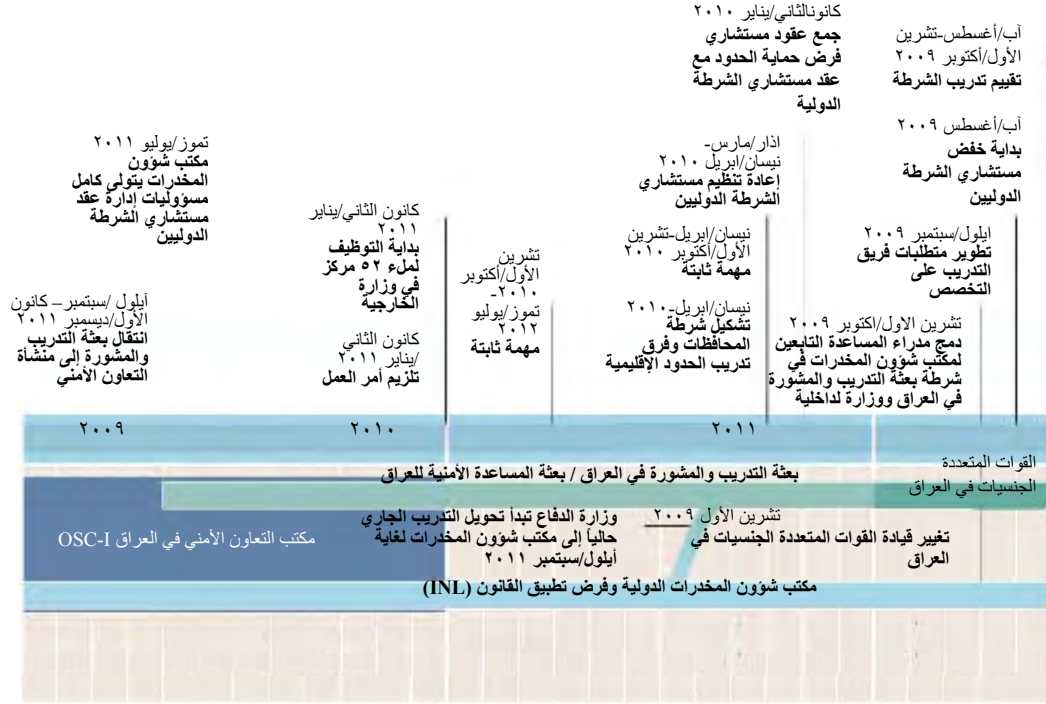 آب/أغسطس-تشرين
الأول/أكتوبر ٢٠٠٩
تقييم تدريب الشرطة
آب/أغسطس ٢٠٠٩
بداية خفض
مستشاري الشرطة
الدوليين
ايلول/سبتمبر ٢٠٠٩
تطوير متطلبات فريق
التدريب على
التخصص
تشرين الاول/اكتوبر ٢٠٠٩
دمج مدراء المساعدة التابعين
لمكتب شؤون المخدرات في
شرطة بعثة التدريب والمشورة
في العراق ووزارة لداخلية
كانونالثاني/يناير ٢٠١٠
جمع عقود مستشاري
فرض حماية الحدود مع
عقد مستشاري الشرطة
الدولية
اذار/مارس-
نيسان/ابريل ٢٠١٠
إعادة تنظيم مستشاري
الشرطة الدوليين
نيسان/ابريل-تشرين
الأول/أكتوبر ٢٠١٠
مهمة ثابتة
نيسان/ابريل-٢٠١٠
تشكيل شرطة
المحافظات وفرق
تدريب الحدود الإقليمية
تشرين
الأول/أكتوبر
٢٠١٠-
تموز/يوليو
٢٠١٢
مهمة ثابتة
كانون الثاني/يناير
٢٠١١
بداية التوظيف
لملء ٥٢ مركز
في وزارة
الخارجية
كانون الثاني
/يناير ٢٠١١
تلزيم أمر العمل
تموز/يوليو ٢٠١١
مكتب شؤون
المخدرات يتولى كامل
مسؤوليات إدارة عقد
مستشاري الشرطة
الدوليين
أيلول /سبتمبر– كانون
الأول/ديسمبر ٢٠١١
انتقال بعثة التدريب
والمشورة إلى منشأة
التعاون الأمني
٢٠١١
٢٠١٠
٢٠٠٩
القوات المتعددة
الجنسيات في العراق
بعثة التدريب والمشورة في العراق / بعثة المساعدة الأمنية للعراق
تشرين الأول ٢٠٠٩
تغيير قيادة القوات المتعددة الجنسيات في
العراق
وزارة الدفاع تبدأ تحويل التدريب الجاري
حالياً إلى مكتب شؤون المخدرات لغاية
أيلول/سبتمبر ٢٠١١
مكتب التعاون الأمني في العراق OSC-I
مكتب شؤون المخدرات الدولية وفرض تطبيق القانون (INL)